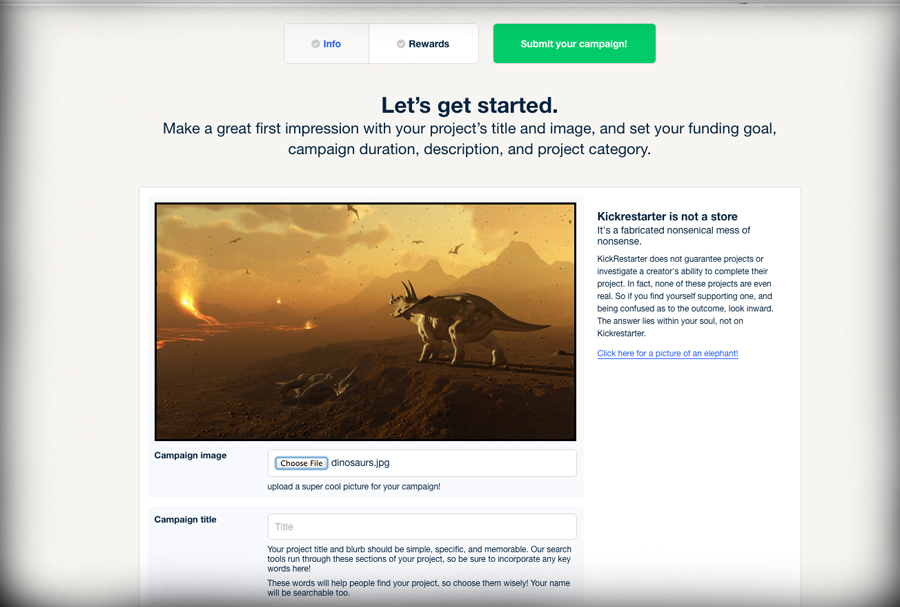 Info
Rewards
Submit your campaign!
Let’s get started.
Make a great first impression with your project’s title and image, and set your funding goal,
campaign duration, description, and project category.
Kickrestarter is not a store
It's a fabricated nonsenical mess of
nonsense.
KickRestarter does not guarantee projects or
investigate a creator's ability to complete their
project. In fact, none of these projects are even
real. So if you find yourself supporting one, and
being confused as to the outcome, look inward.
The answer lies within your soul, not on
Kickrestarter.
Click here for a picture of an elephant!
Campaign image
Choose File dinosaurs.jpg
upload a super cool picture for your campaign!
Campaign title
Title
Your project title and blurb should be simple, specific, and memorable. Our search
tools run through these sections of your project, so be sure to incorporate any key
words here!
These words will help people find your project, so choose them wisely! Your name
will be searchable too.